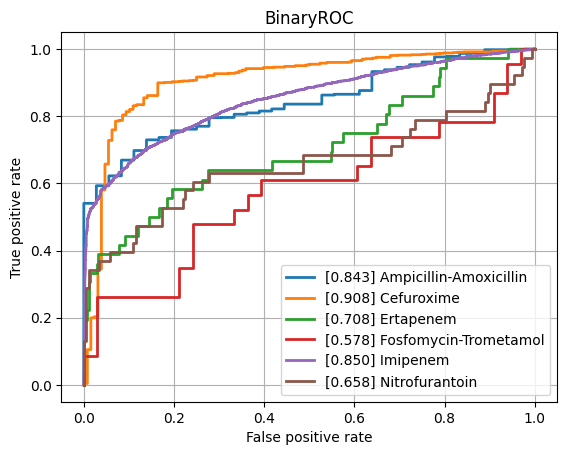 BinaryROC
True positive rate
1.0
0.8
0.6
0.4
0.2
0.0
[0.843] Ampicillin-Amoxicillin
[0.908] Cefuroxime
[0.708] Ertapenem
[0.578] Fosfomycin-Trometamol
[0.850] Imipenem
[0.658] Nitrofurantoin
0.0 0.2 0.4 0.6 0.8 1.0
False positive rate